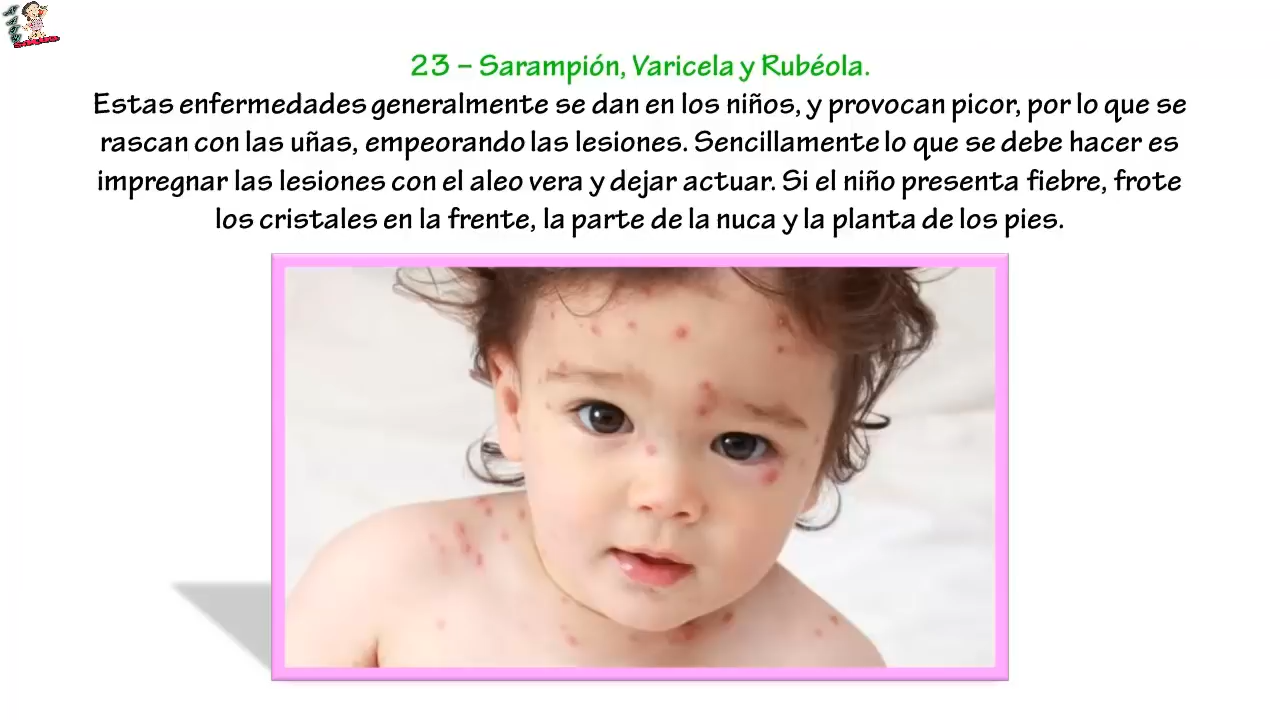 23 – Sarampión, Varicela y Rubéola.
Estas enfermedades generalmente se dan en los niños, y provocan picor, por lo que se
rascan con las uñas, empeorando las lesiones. Sencillamente lo que se debe hacer es
impregnar las lesiones con el aleo vera y dejar actuar. Si el niño presenta fiebre, frote
los cristales en la frente, la parte de la nuca y la planta de los pies.